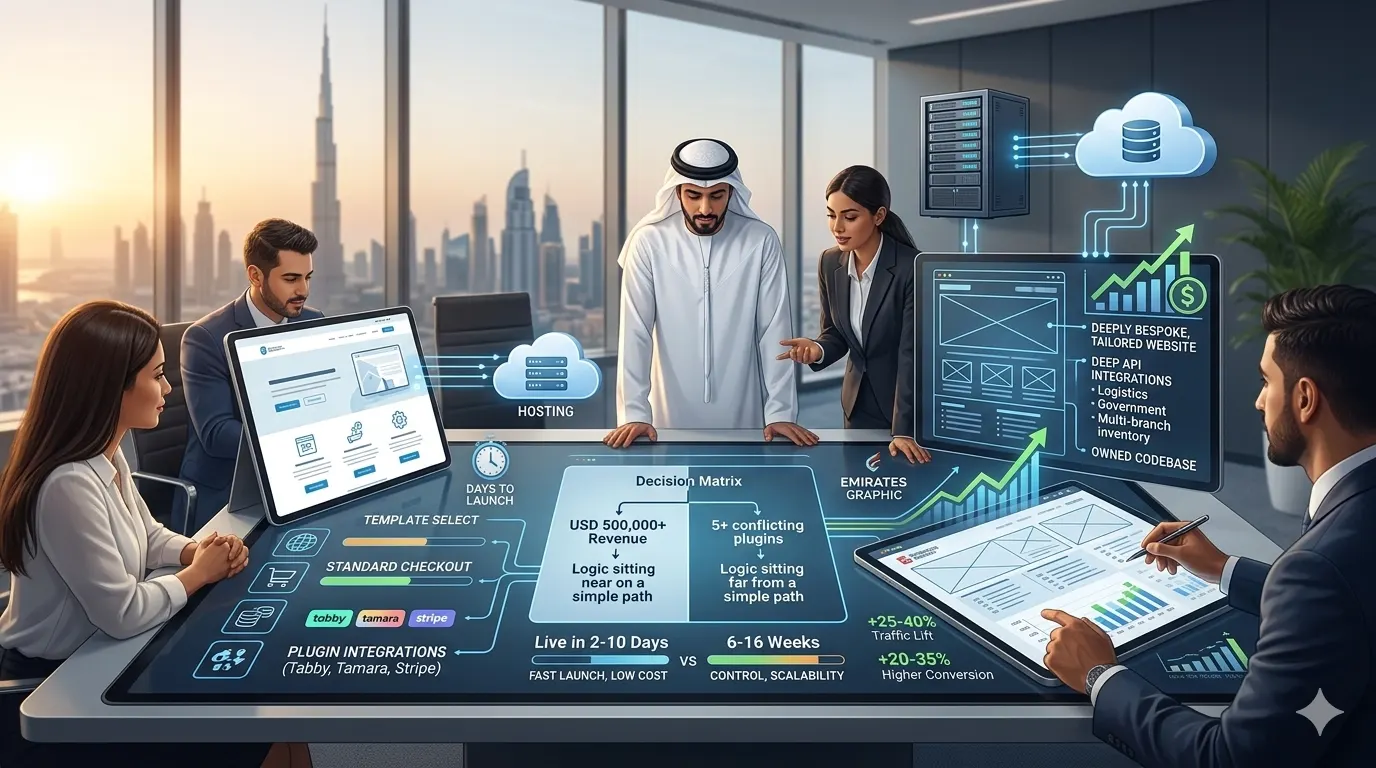 HOSTING
DAYS TO
LAUNCH
TEMPLATE SELECT
STANDARD CHECKOUT
tabby
tamara
stripe
PLUGIN INTEGRATIONS
(Tabby, Tamara, Stripe)
Decision Matrix
USD 500,000+
Revenue
Logic sitting
near on a
simple path
5+ conflicting
plugins
Logic sitting
far from a
simple path
Live in 2-10 Days
FAST LAUNCH, LOW COST
VS
6-16 Weeks
CONTROL, SCALABILITY
EMIRATES
GRAPHIC
+25-40%
Traffic Lift
+20-35%
Higher Conversion
$
DEEPLY BESPOKE,
TAILORED WEBSITE
DEEP API
INTEGRATIONS
• Logistics
• Government
• Multi-branch
inventory
OWNED CODEBASE